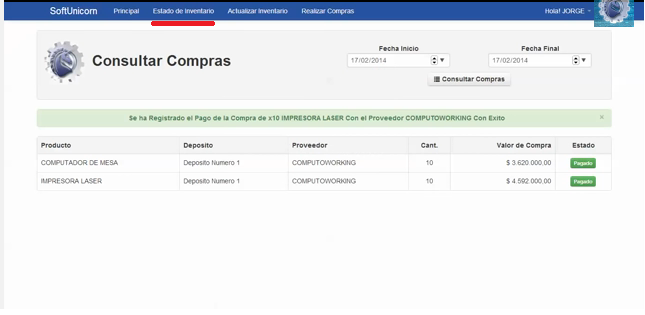 SoftUnicorn Principal Estado de Inventario Actualizar Inventario Realizar Compras Hola! JORGE
Consultar Compras
Fecha Inicio Fecha Final
17/02/2014 17/02/2014
Consultar Compras
Se ha Registrado el Pago de la Compra de x10 IMPRESORA LASER Con el Proveedor COMPUTOWORKING Con Exito ×
Producto Deposito Proveedor Cant. Valor de Compra Estado
COMPUTADOR DE MESA Deposito Numero 1 COMPUTOWORKING 10 $ 3.620.000,00 Pagado
IMPRESORA LASER Deposito Numero 1 COMPUTOWORKING 10 $ 4.592.000,00 Pagado